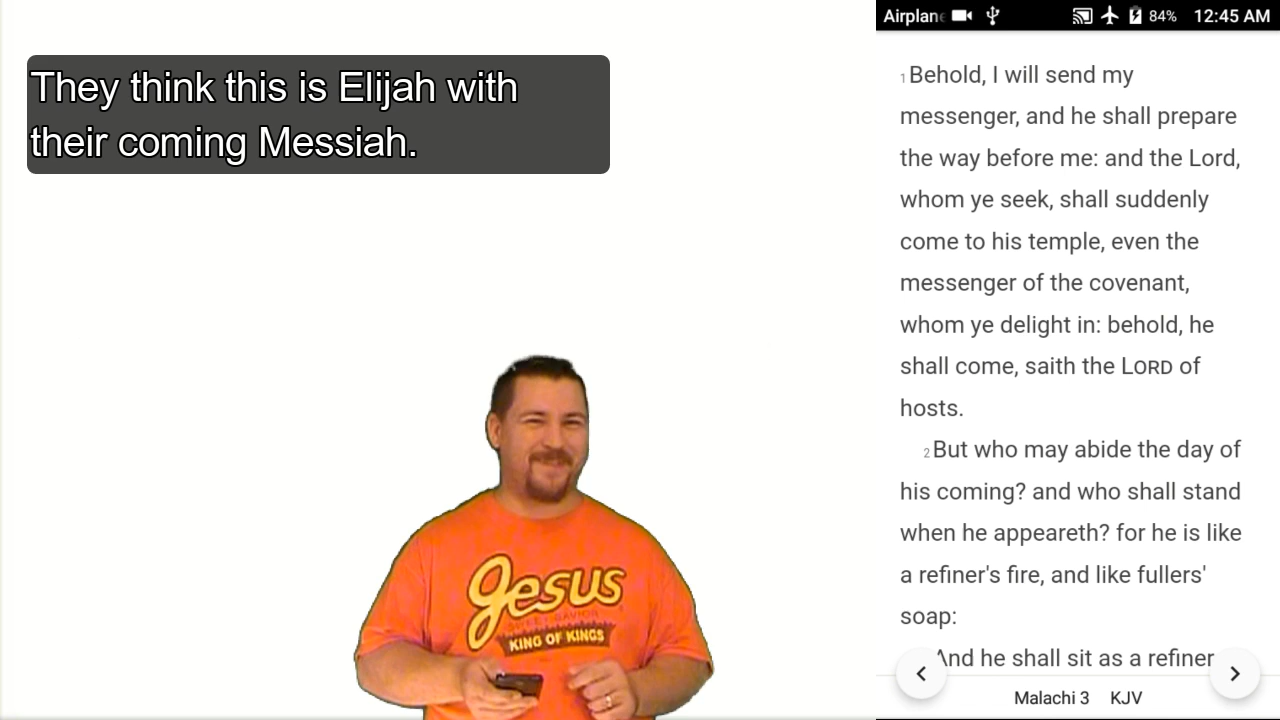 They think this is Elijah with
their coming Messiah.
Jesus
SWEET SAVIOR
KING OF KINGS
Airplane 84% 12:45 AM
1 Behold, I will send my
messenger, and he shall prepare
the way before me: and the Lord,
whom ye seek, shall suddenly
come to his temple, even the
messenger of the covenant,
whom ye delight in: behold, he
shall come, saith the LORD of
hosts.
2 But who may abide the day of
his coming? and who shall stand
when he appeareth? for he is like
a refiner's fire, and like fullers'
soap:
And he shall sit as a refiner
Malachi 3 KJV